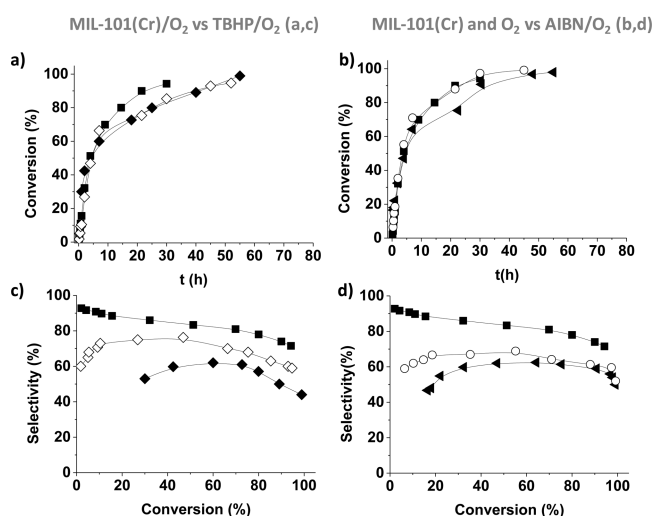 MIL-101(Cr)/O₂ vs TBHP/O₂ (a,c)
MIL-101(Cr) and O₂ vs AIBN/O₂ (b,d)
a)
100
80
60
40
20
0
Conversion (%)
0 10 20 30 40 50 60 70 80
t (h)
b)
100
80
60
40
20
0
Conversion (%)
0 10 20 30 40 50 60 70 80
t(h)
c)
100
80
60
40
20
0
Selectivity (%)
0 20 40 60 80 100
Conversion (%)
d)
100
80
60
40
20
0
Selectivity(%)
0 20 40 60 80 100
Conversion (%)